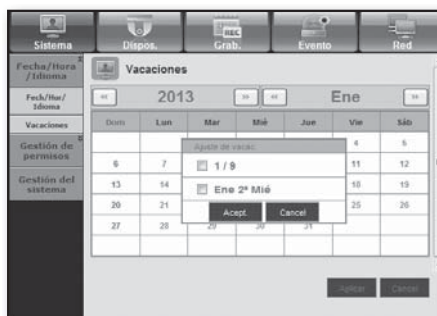 Sistema
Dispos.
REC
Grab.
Evento
Red
Fecha/Hora
/Idioma
Fech/Hor/
Idioma
Vacaciones
Gestión de
permisos
Gestión del
sistema
Vacaciones
<< 2013 >> << Ene >>
Dom Lun Mar Mié Jue Vie Sáb
4 5
6 7 11 12
13 14 18 19
20 21 25 26
27 28 29 30 31
Ajuste de vacac.
1 / 9
Ene 2ª Mié
Acept. Cancel
Aplicar Cancel